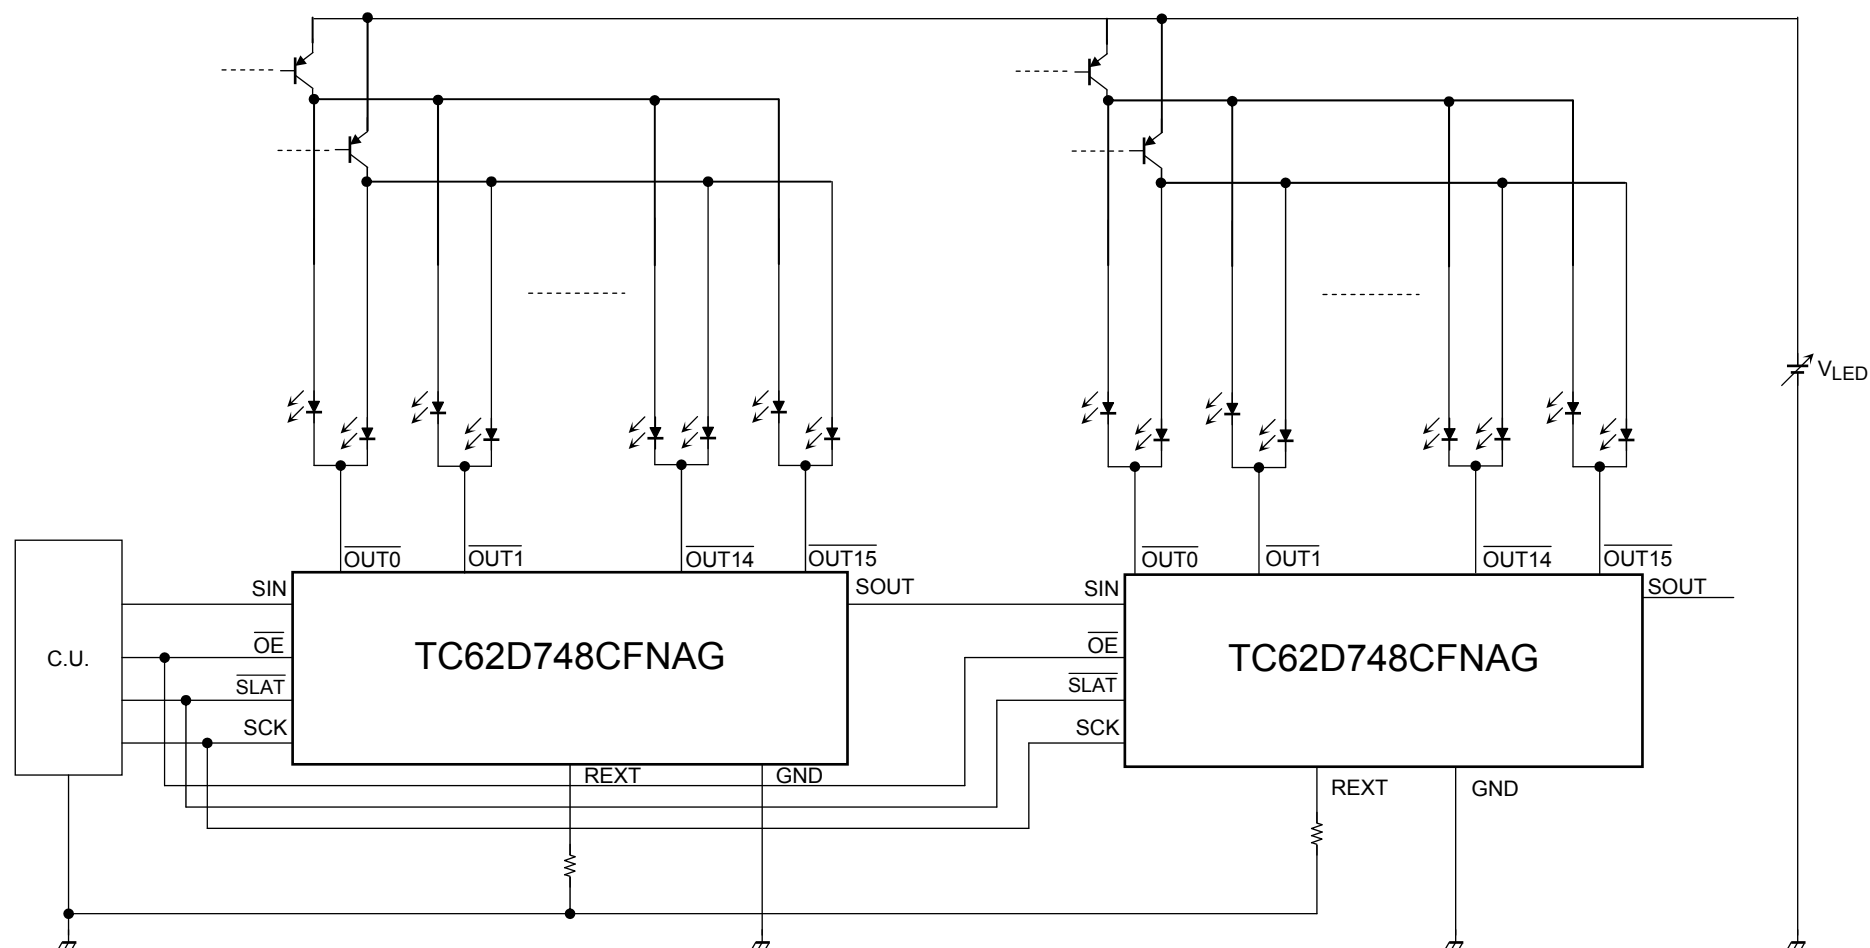 VLED
OUT0 OUT1 OUT14 OUT15 OUT0 OUT1 OUT14 OUT15
SIN SOUT SIN SOUT
C.U. OE TC62D748CFNAG OE TC62D748CFNAG
SLAT SLAT
SCK SCK
REXT GND REXT GND